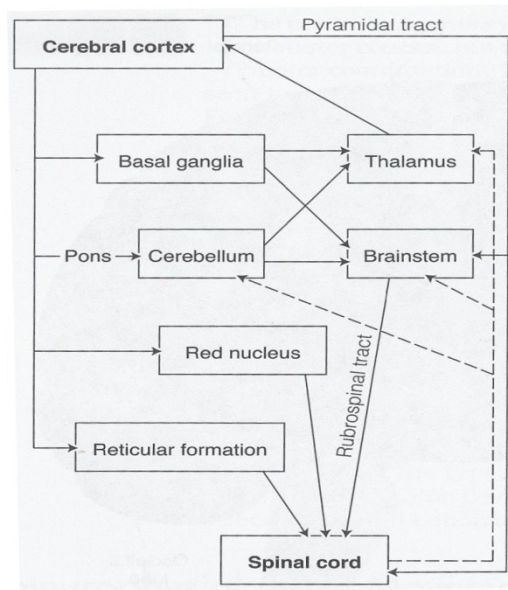 Pyramidal tract
Cerebral cortex
Basal ganglia
Thalamus
Pons
Cerebellum
Brainstem
Red nucleus
Rubrospinal tract
Reticular formation
Spinal cord